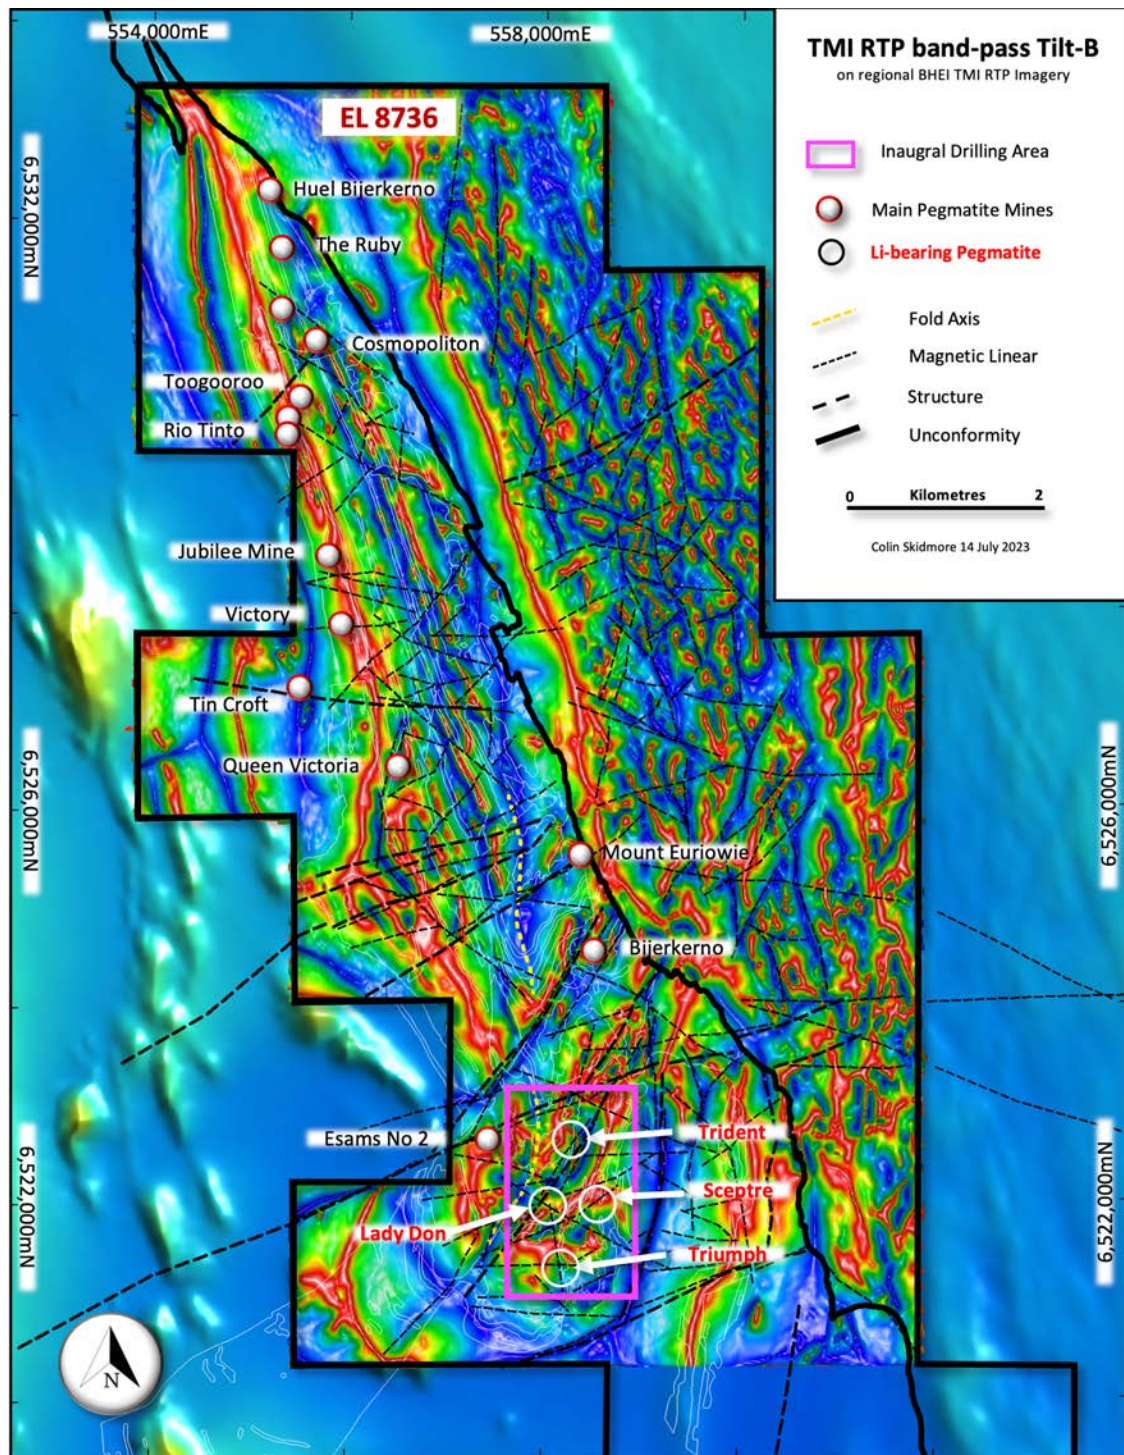 554,000mE
558,000mE
TMI RTP band-pass Tilt-B
on regional BHEI TMI RTP Imagery
EL 8736
Inaugral Drilling Area
6,532,000mN
Huel Bijerkerno
Main Pegmatite Mines
The Ruby
Li-bearing Pegmatite
Fold Axis
Cosmopoliton
Magnetic Linear
Toogooroo
Structure
Rio Tinto
Unconformity
0 Kilometres 2
Jubilee Mine
Colin Skidmore 14 July 2023
Victory
Tin Croft
Queen Victoria
6,526,000mN
6,526,000mN
Mount Euriowie
Bijerkerno
Esams No 2
Trident
6,522,000mN
Sceptre
6,522,000mN
Lady Don
Triumph
N